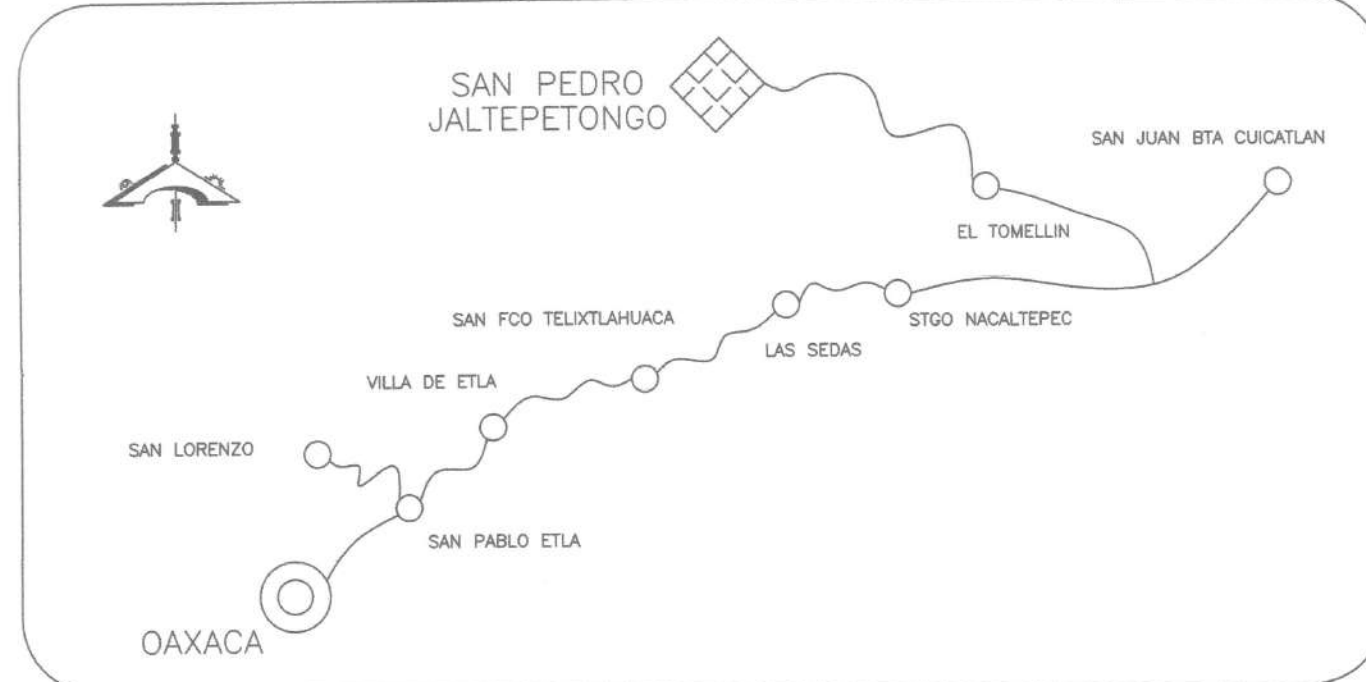 SAN PEDRO
JALTEPETONGO
SAN JUAN BTA CUICATLAN
EL TOMELLIN
SAN FCO TELIXTLAHUACA
STGO NACALTEPEC
LAS SEDAS
VILLA DE ETLA
SAN LORENZO
SAN PABLO ETLA
OAXACA